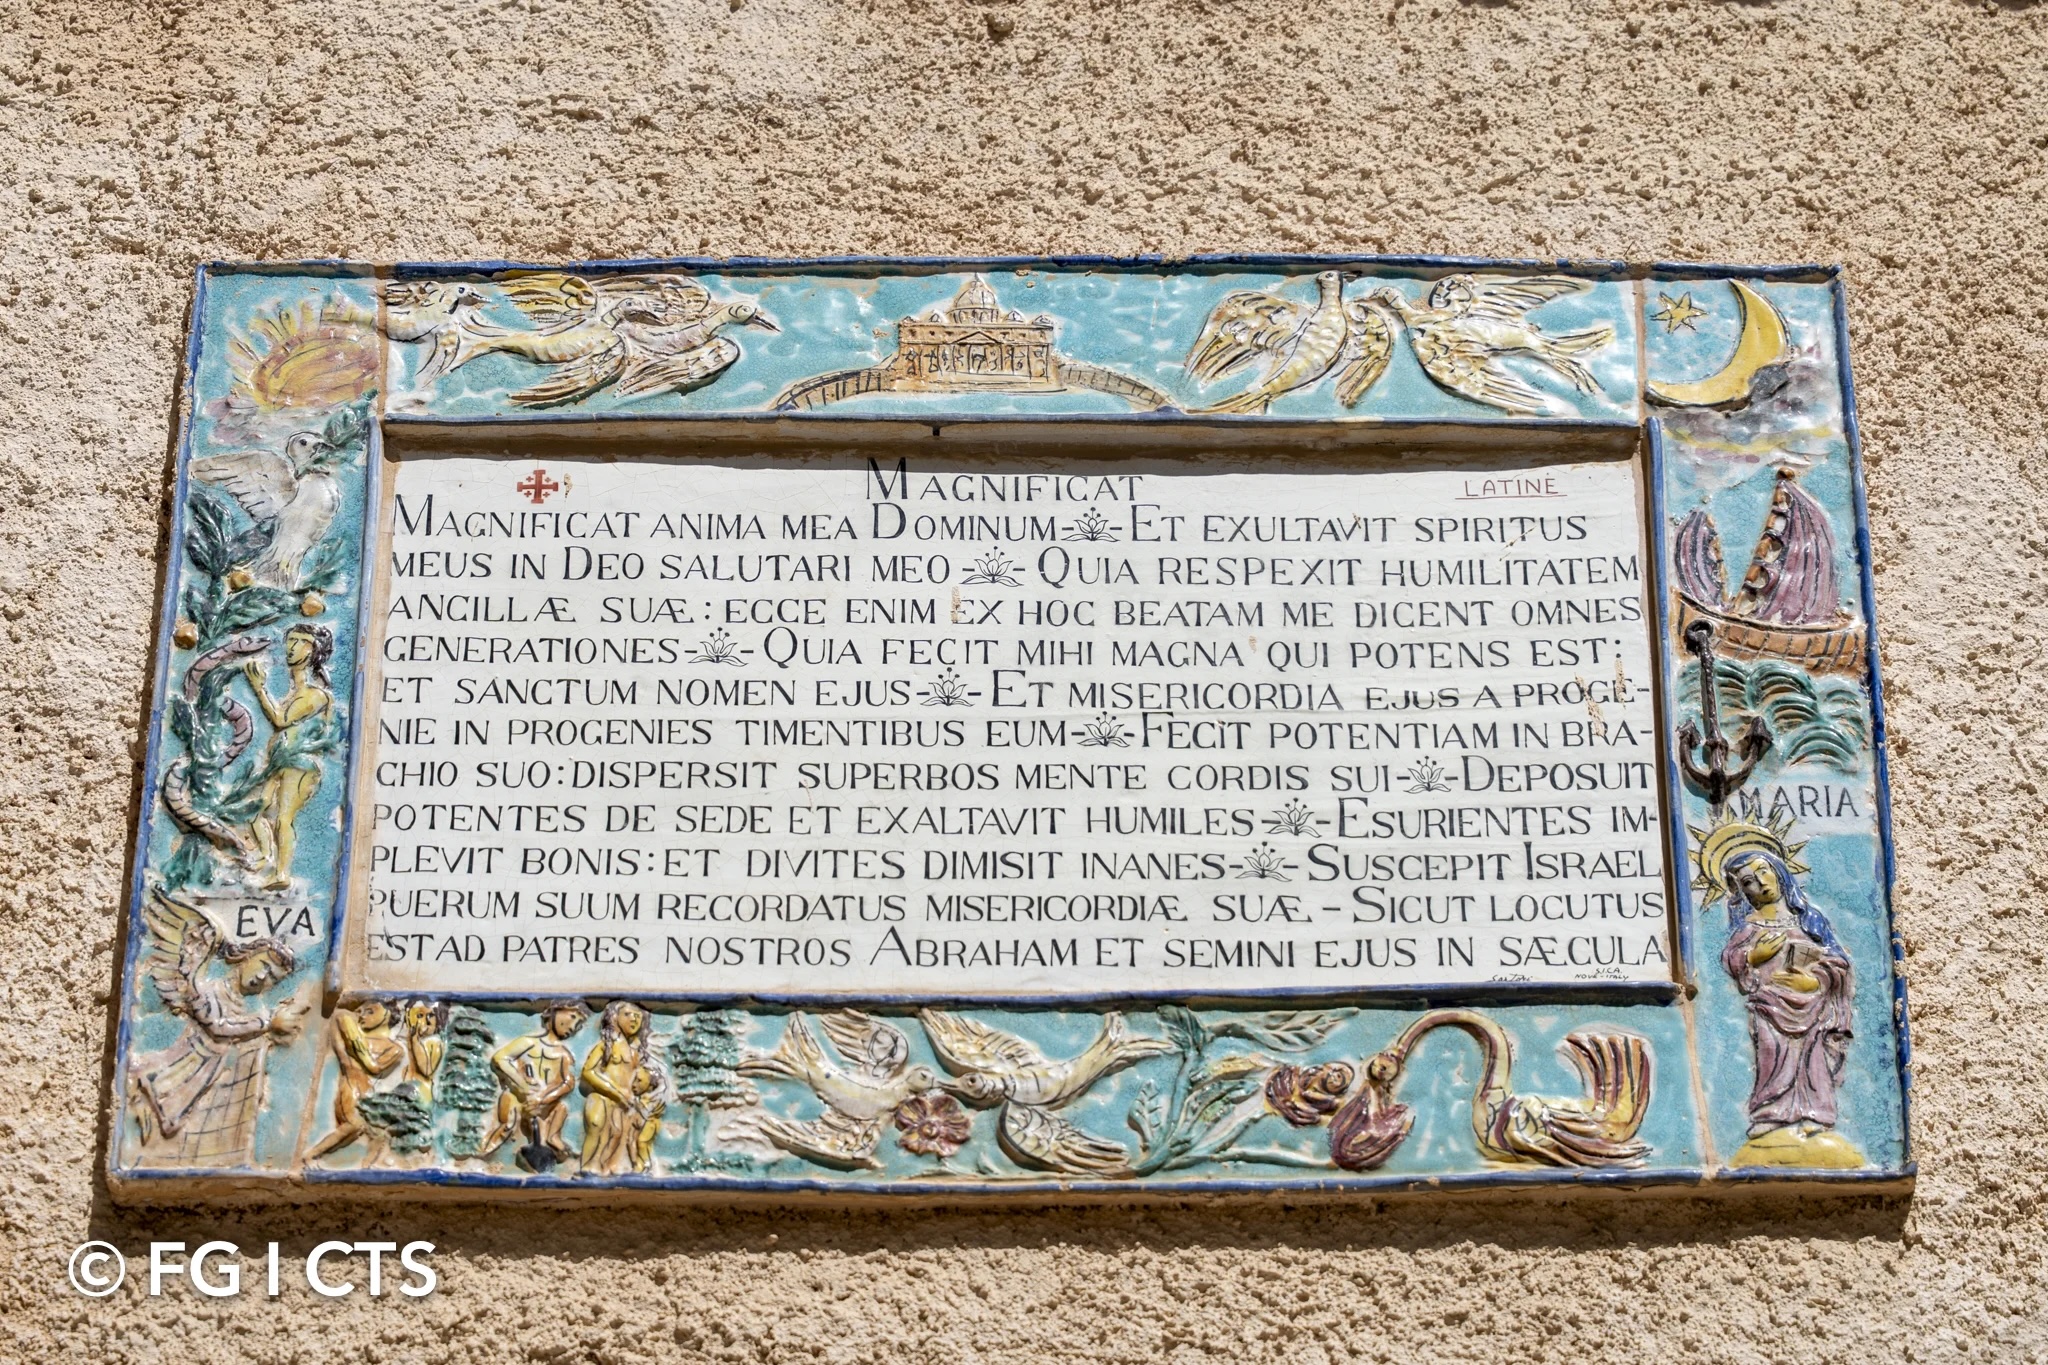 MAGNIFICAT
LATINE
MAGNIFICAT ANIMA MEA DOMINUM - - ET EXULTAVIT SPIRITUS
MEUS IN DEO SALUTARI MEO - - QUIA RESPEXIT HUMILITATEM
ANCILLÆ SUÆ: ECCE ENIM EX HOC BEATAM ME DICENT OMNES
GENERATIONES - - QUIA FECIT MIHI MAGNA QUI POTENS EST:
ET SANCTUM NOMEN EJUS - - ET MISERICORDIA EJUS A PROGE-
NIE IN PROGENIES TIMENTIBUS EUM - - FECIT POTENTIAM IN BRA-
CHIO SUO: DISPERSIT SUPERBOS MENTE CORDIS SUI - - DEPOSUIT
POTENTES DE SEDE ET EXALTAVIT HUMILES - - ESURIENTES IM-
PLEVIT BONIS: ET DIVITES DIMISIT INANES - - SUSCEPIT ISRAEL
PUERUM SUUM RECORDATUS MISERICORDIÆ SUÆ - SICUT LOCUTUS
EST AD PATRES NOSTROS ABRAHAM ET SEMINI EJUS IN SÆCULA
Sartori
S.I.CA.
NOVE-ITALY
EVA
MARIA
© FG | CTS